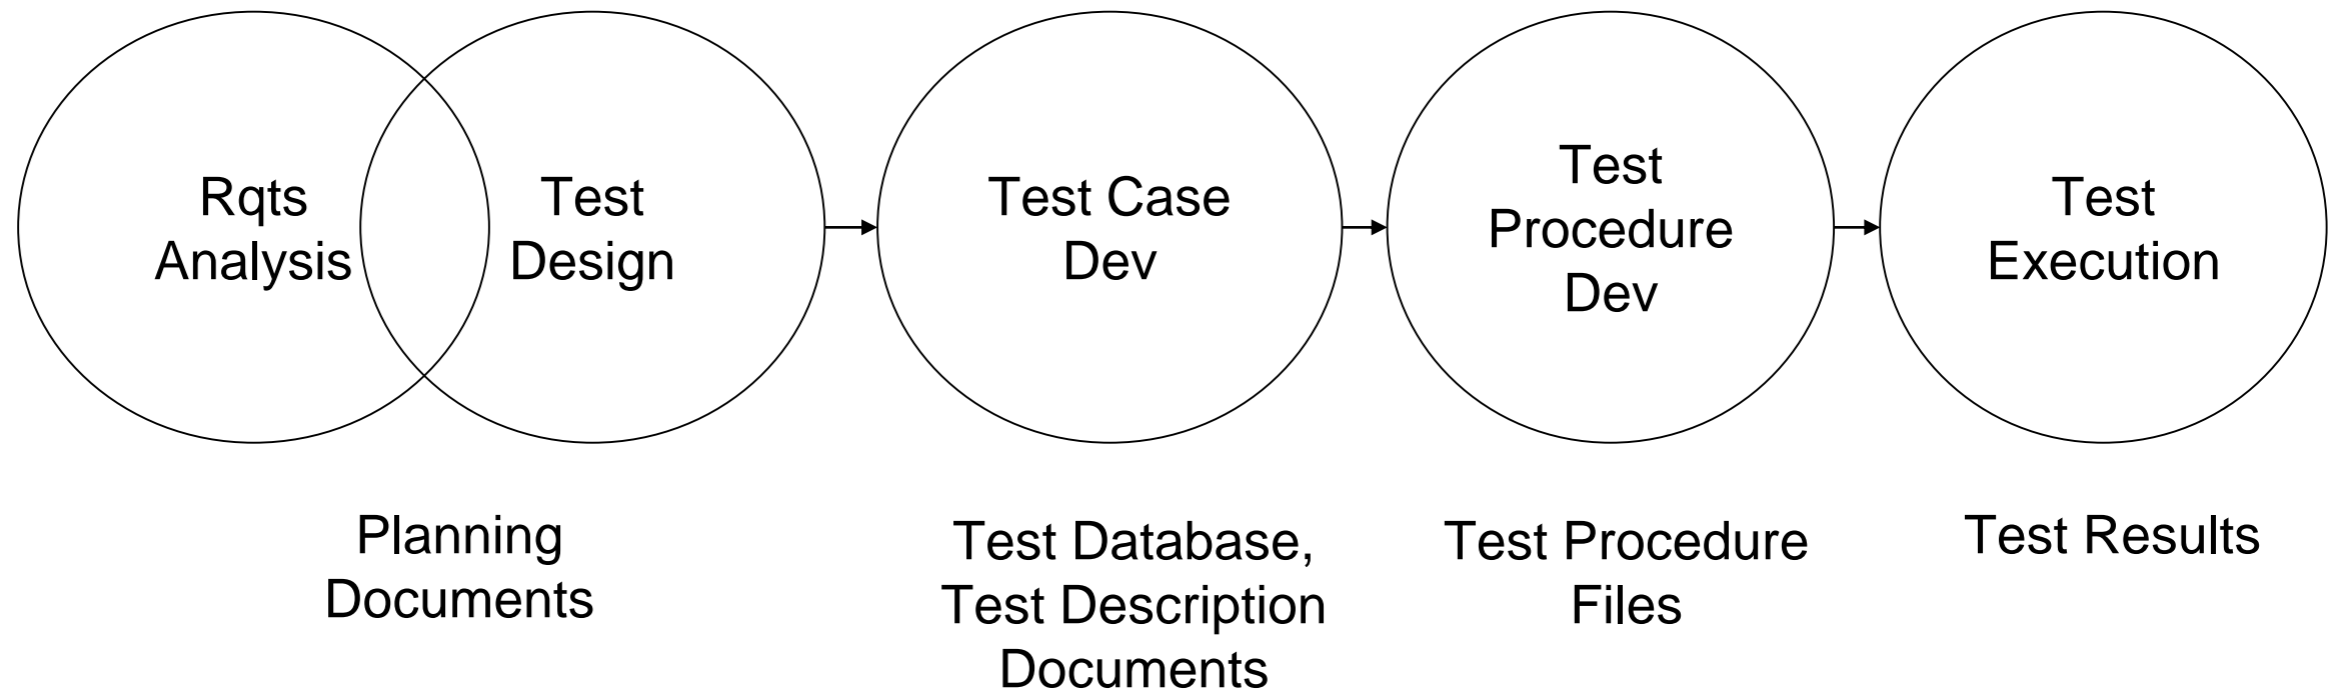 Rqts
Analysis
Test
Design
Test Case
Dev
Test
Procedure
Dev
Test
Execution
Planning
Documents
Test Database,
Test Description
Documents
Test Procedure
Files
Test Results